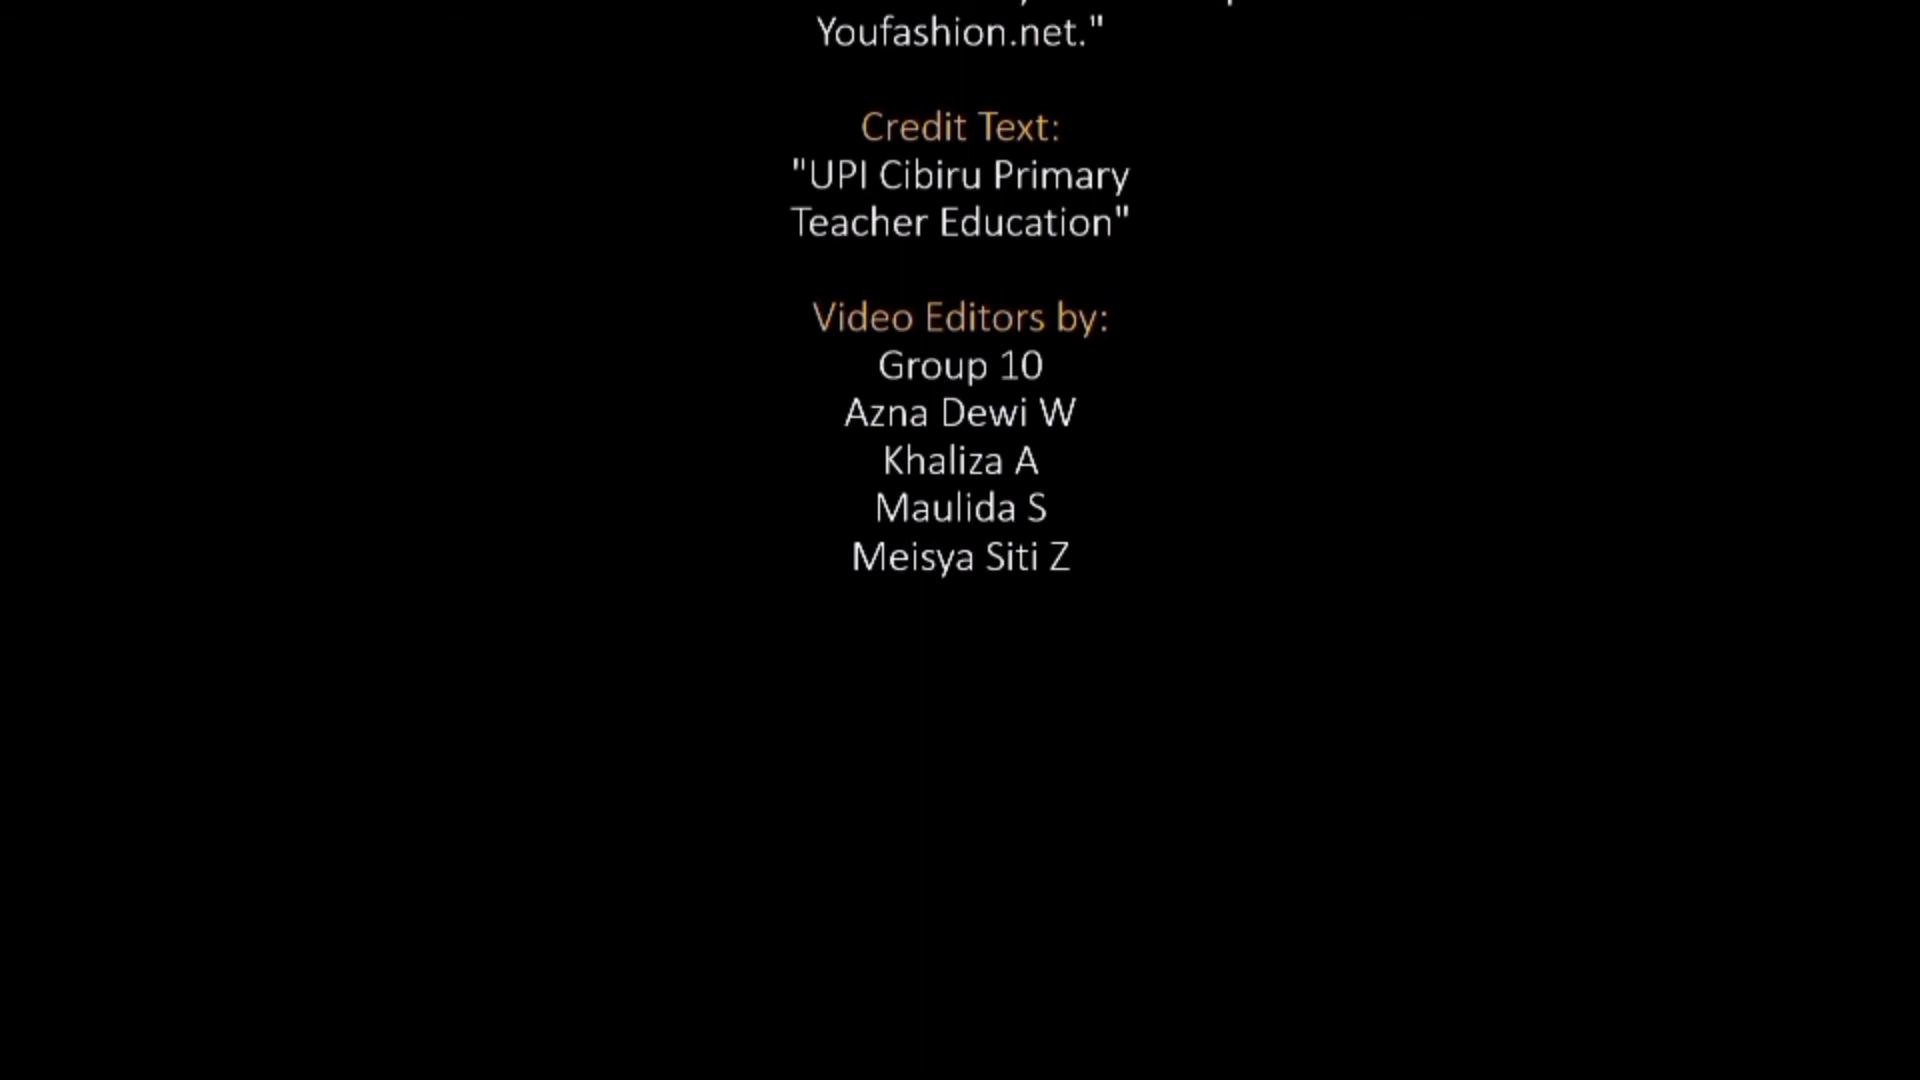 Youfashion.net."
Credit Text:
"UPI Cibiru Primary
Teacher Education"
Video Editors by:
Group 10
Azna Dewi W
Khaliza A
Maulida S
Meisya Siti Z